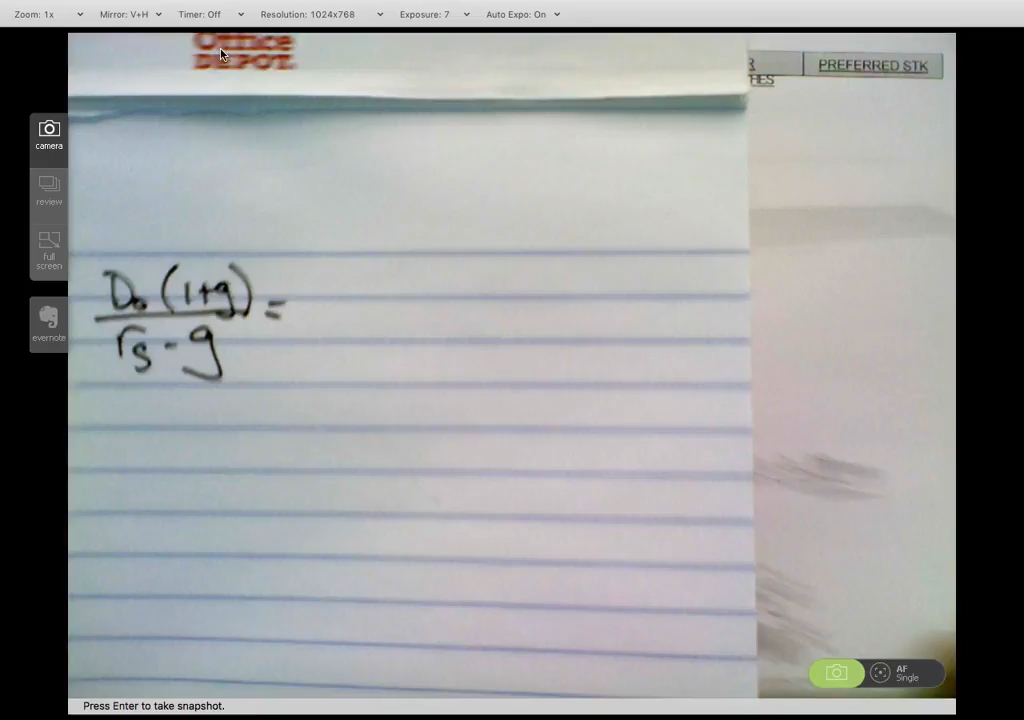 Zoom: 1x Mirror: V+H Timer: Off Resolution: 1024x768 Exposure: 7 Auto Expo: On
Office
DEPOT.
R PREFERRED STK
HES
camera
review
full
screen
evernote
D₀ (1+g) =
rs - g
AF
Single
Press Enter to take snapshot.